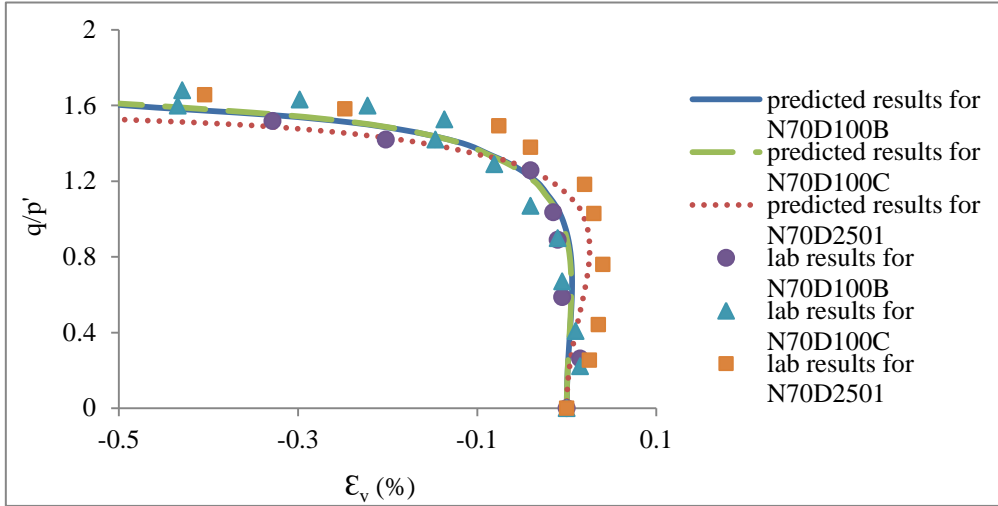 2
1.6
1.2
0.8
0.4
0
q/p'
-0.5
-0.3
-0.1
0.1
Ɛv (%)
predicted results for
N70D100B
predicted results for
N70D100C
predicted results for
N70D2501
lab results for
N70D100B
lab results for
N70D100C
lab results for
N70D2501